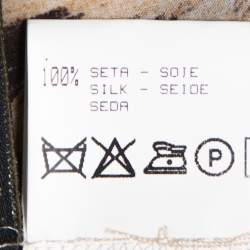 100% SETA - SOIE
SILK - SEIDE
SEDA
P